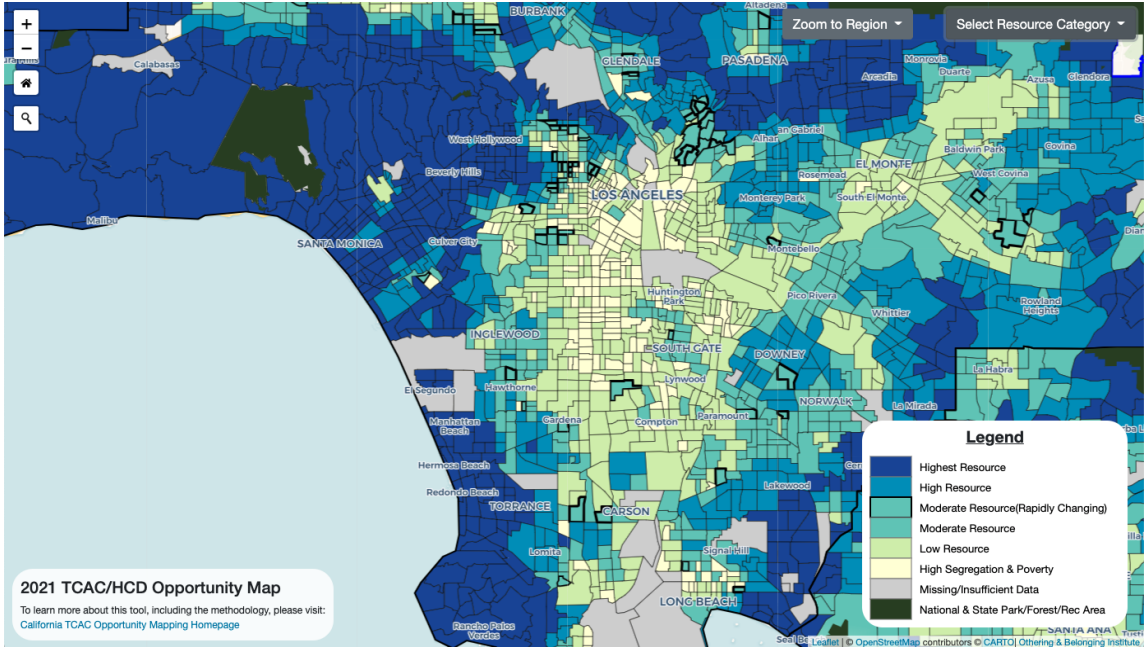 BURBANK
Altadena
+
−
Zoom to Region
Select Resource Category
Calabasas
GLENDALE
PASADENA
Monrovia
Duarte
Azusa
Glendora
Arcadia
West Hollywood
Alhar
an Gabriel
Baldwin Park
Covina
Beverly Hills
Rosemead
EL MONTE
West Covina
LOS ANGELES
Monterey Park
South El Monte
Malibu
SANTA MONICA
Culver City
Montebello
Dian
Huntington
Park
Pico Rivera
Whittier
Rowland
Heights
INGLEWOOD
SOUTH GATE
DOWNEY
La Habra
El Segundo
Hawthorne
Lynwood
NORWALK
La Mirada
Manhattan
Beach
Gardena
Compton
Paramount
Hermosa Beach
Redondo Beach
Lakewood
Cerr
TORRANCE
CARSON
Lomita
Signal Hill
LONG BEACH
Rancho Palos
Verdes
Seal Be
SANTA ANA
Tusti
Legend
Highest Resource
High Resource
Moderate Resource(Rapidly Changing)
Moderate Resource
Low Resource
High Segregation & Poverty
Missing/Insufficient Data
National & State Park/Forest/Rec Area
2021 TCAC/HCD Opportunity Map
To learn more about this tool, including the methodology, please visit:
California TCAC Opportunity Mapping Homepage
Leaflet | © OpenStreetMap contributors © CARTO| Othering & Belonging Institute